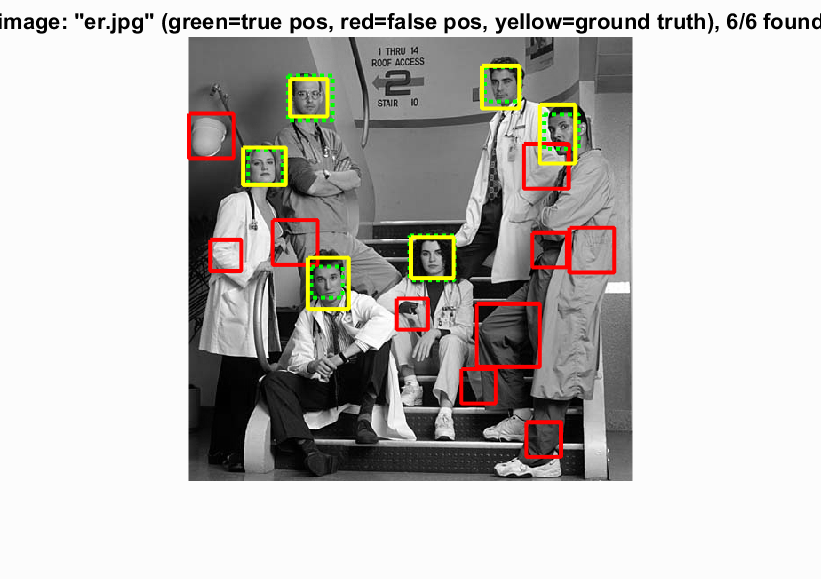 image: "er.jpg" (green=true pos, red=false pos, yellow=ground truth), 6/6 found
1 THRU 14
ROOF ACCESS
2
STAIR 10